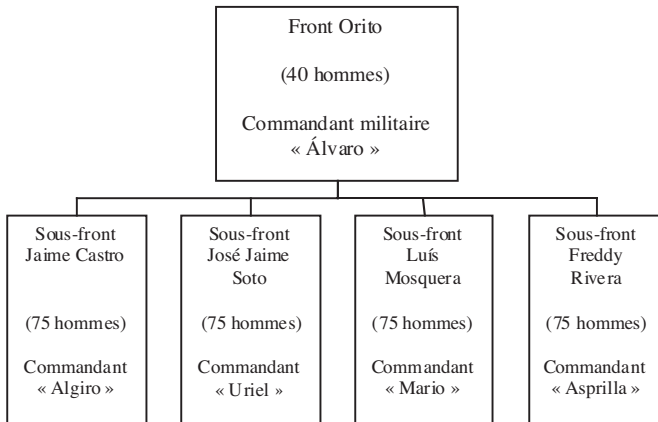 Front Orito
(40 hommes)
Commandant militaire
« Álvaro »
Sous-front
Jaime Castro
(75 hommes)
Commandant
« Algiro »
Sous-front
José Jaime
Soto
(75 hommes)
Commandant
« Uriel »
Sous-front
Luís
Mosquera
(75 hommes)
Commandant
« Mario »
Sous-front
Freddy
Rivera
(75 hommes)
Commandant
« Asprilla »